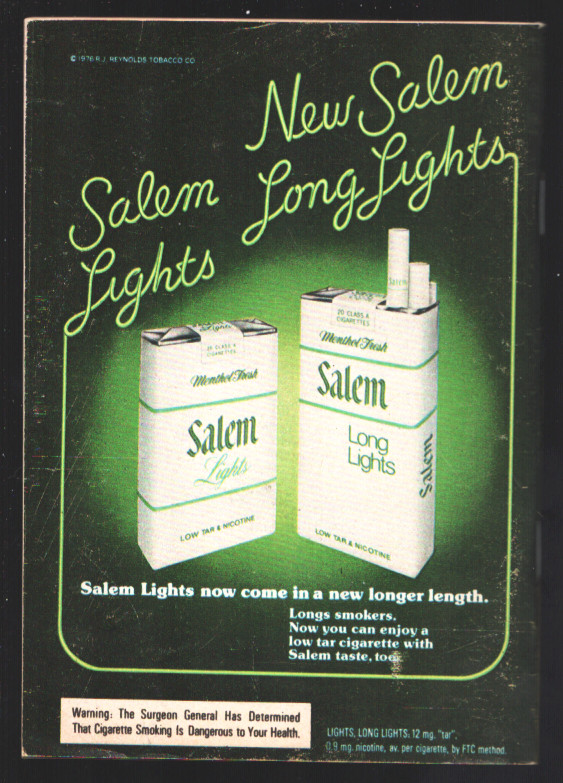 © 1976 R.J. REYNOLDS TOBACCO CO.
New Salem
Long Lights
Salem
Lights
20 CLASS A
CIGARETTES
Menthol Fresh
Salem
Lights
LOW TAR & NICOTINE
Salem
20 CLASS A
CIGARETTES
Menthol Fresh
Salem
Long
Lights
Salem
LOW TAR & NICOTINE
Salem Lights now come in a new longer length.
Longs smokers.
Now you can enjoy a
low tar cigarette with
Salem taste, too.
Warning: The Surgeon General Has Determined
That Cigarette Smoking Is Dangerous to Your Health.
LIGHTS, LONG LIGHTS: 12 mg. "tar",
0.9 mg. nicotine, av. per cigarette, by FTC method.